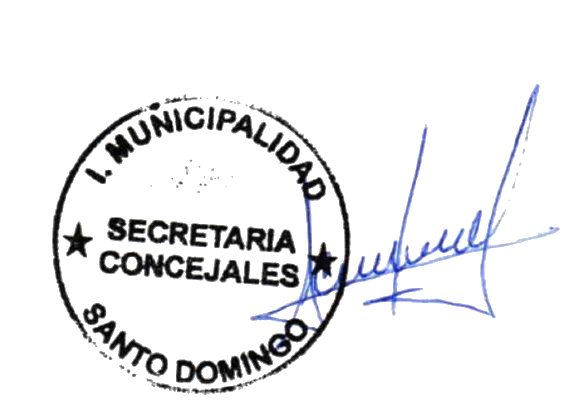 I. MUNICIPALIDAD
★ SECRETARIA ★
CONCEJALES
SANTO DOMINGO